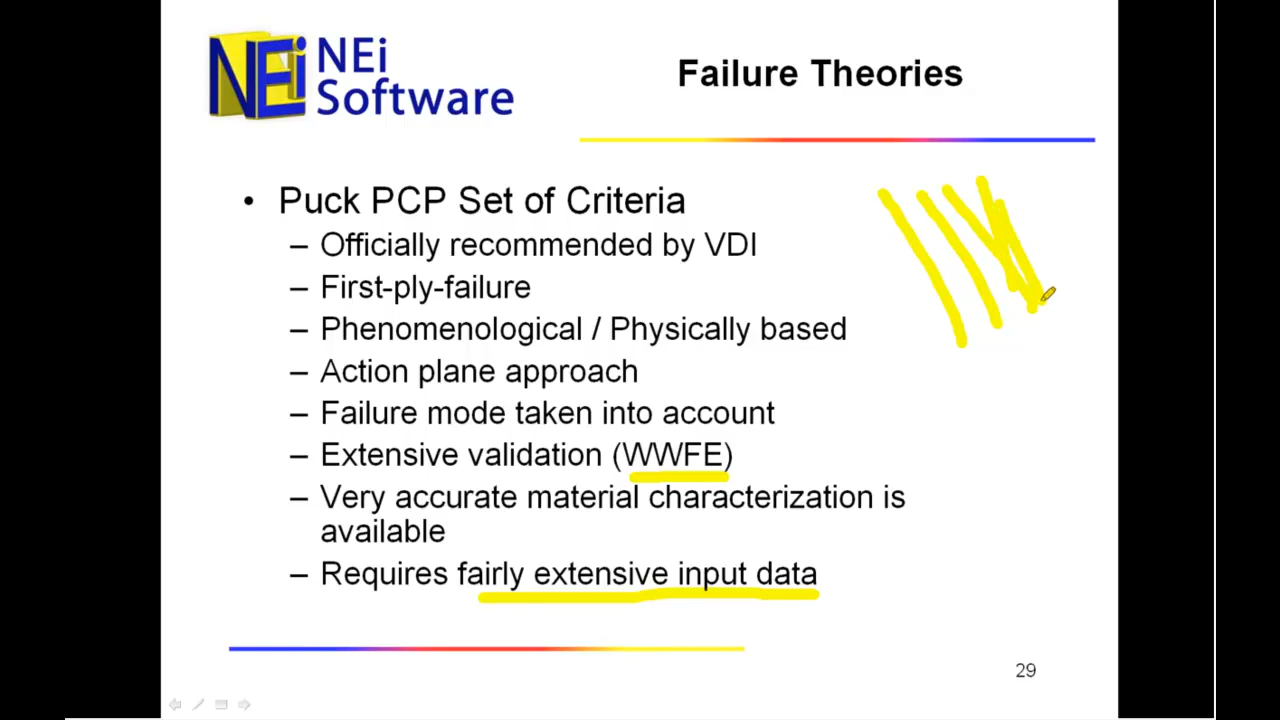 NEi
NEi
Software
Failure Theories
• Puck PCP Set of Criteria
– Officially recommended by VDI
– First-ply-failure
– Phenomenological / Physically based
– Action plane approach
– Failure mode taken into account
– Extensive validation (WWFE)
– Very accurate material characterization is
available
– Requires fairly extensive input data
29